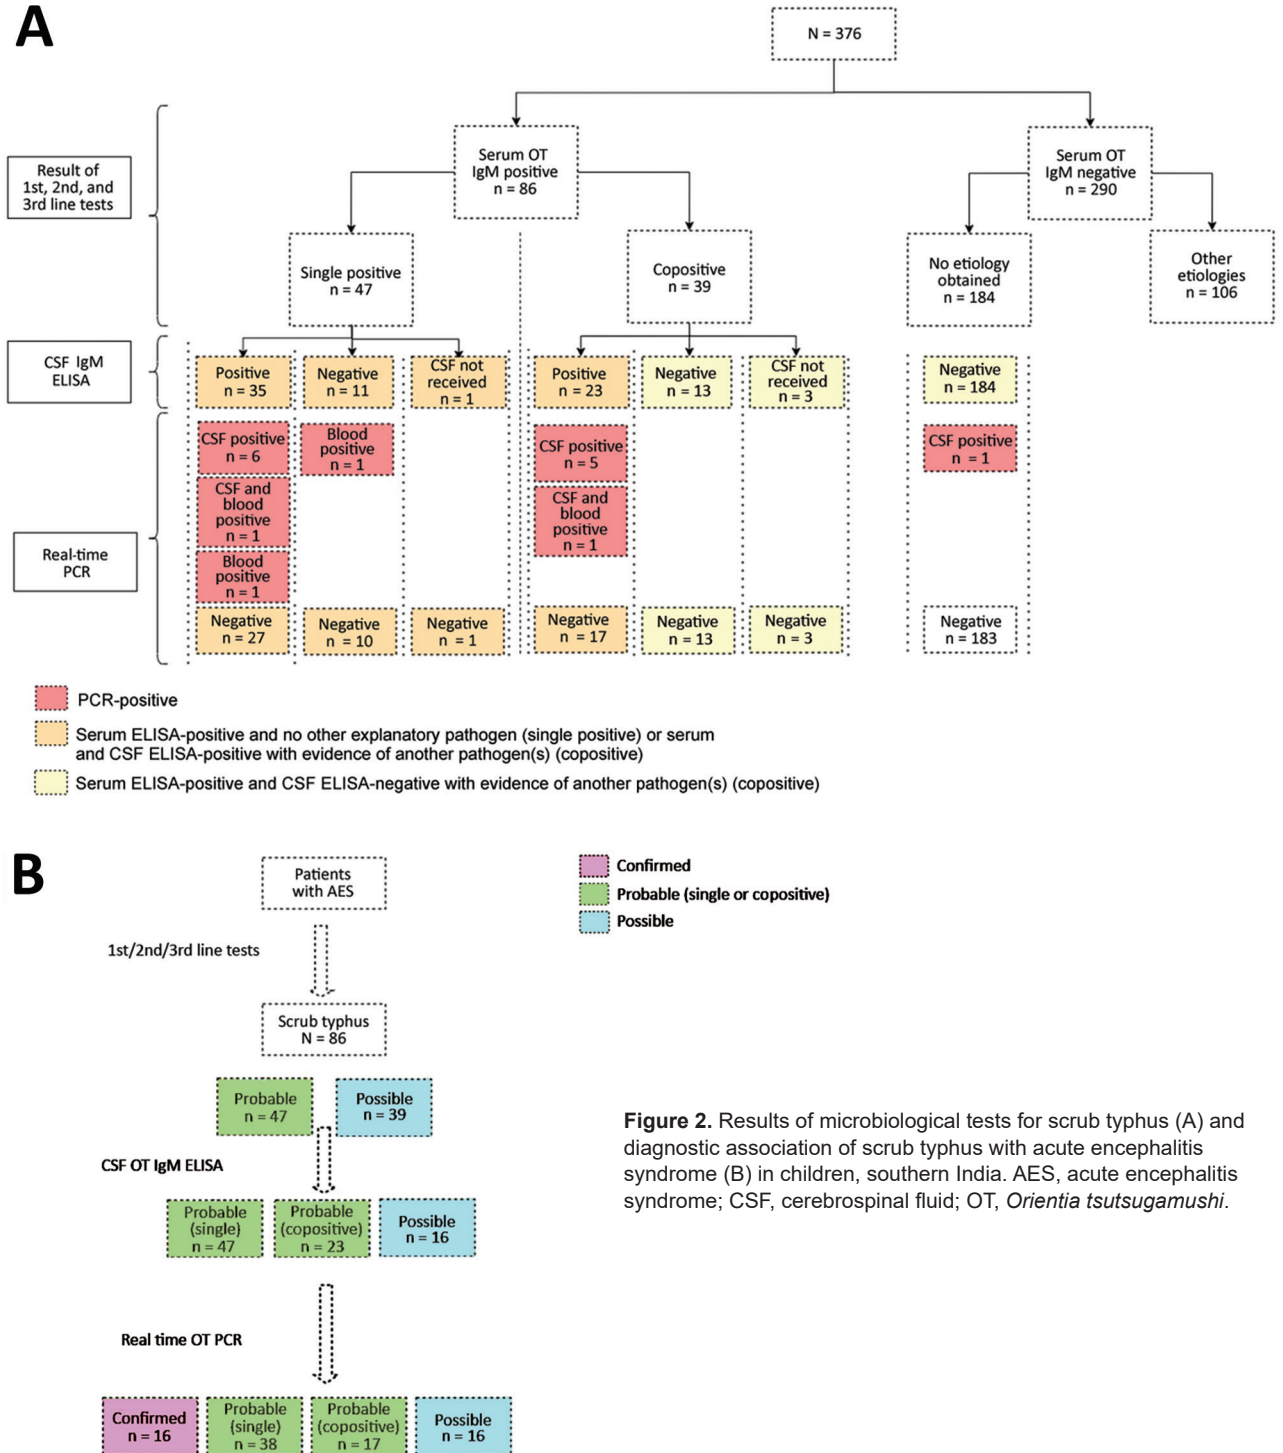 A
N = 376
Serum OT
IgM positive
n = 86
Serum OT
IgM negative
n = 290
Result of
1st, 2nd, and
3rd line tests
Single positive
n = 47
Copositive
n = 39
No etiology
obtained
n = 184
Other
etiologies
n = 106
CSF IgM
ELISA
Positive
n = 35
Negative
n = 11
CSF not
received
n = 1
Positive
n = 23
Negative
n = 13
CSF not
received
n = 3
Negative
n = 184
Real-time
PCR
CSF positive
n = 6
CSF and
blood
positive
n = 1
Blood
positive
n = 1
Negative
n = 27
Blood
positive
n = 1
Negative
n = 10
Negative
n = 1
CSF positive
n = 5
CSF and
blood
positive
n = 1
Negative
n = 17
Negative
n = 13
Negative
n = 3
CSF positive
n = 1
Negative
n = 183
PCR-positive
Serum ELISA-positive and no other explanatory pathogen (single positive) or serum
and CSF ELISA-positive with evidence of another pathogen(s) (copositive)
Serum ELISA-positive and CSF ELISA-negative with evidence of another pathogen(s) (copositive)
B
Patients
with AES
Confirmed
Probable (single or copositive)
Possible
1st/2nd/3rd line tests
Scrub typhus
N = 86
Probable
n = 47
Possible
n = 39
CSF OT IgM ELISA
Probable
(single)
n = 47
Probable
(copositive)
n = 23
Possible
n = 16
Real time OT PCR
Confirmed
n = 16
Probable
(single)
n = 38
Probable
(copositive)
n = 17
Possible
n = 16
Figure 2. Results of microbiological tests for scrub typhus (A) and
diagnostic association of scrub typhus with acute encephalitis
syndrome (B) in children, southern India. AES, acute encephalitis
syndrome; CSF, cerebrospinal fluid; OT, Orientia tsutsugamushi.